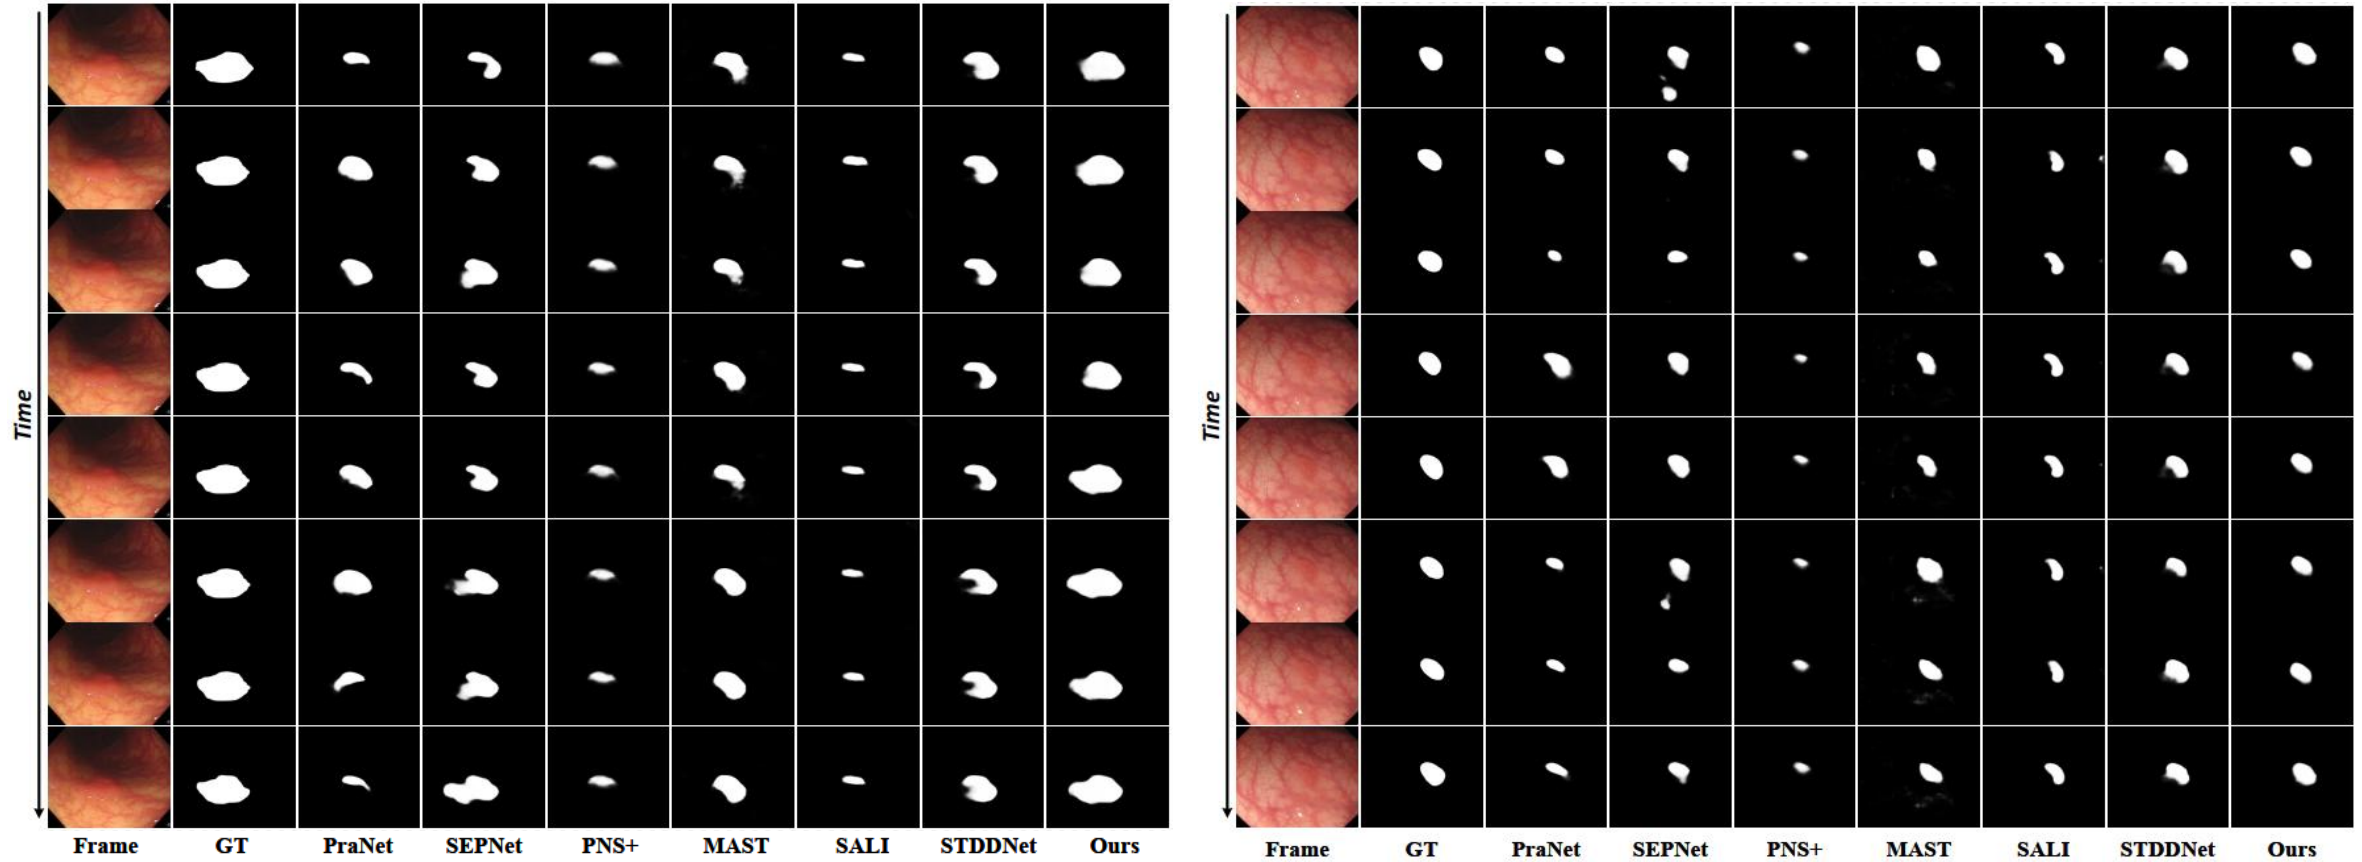 Time
Frame GT PraNet SEPNet PNS+ MAST SALI STDDNet Ours
Time
Frame GT PraNet SEPNet PNS+ MAST SALI STDDNet Ours